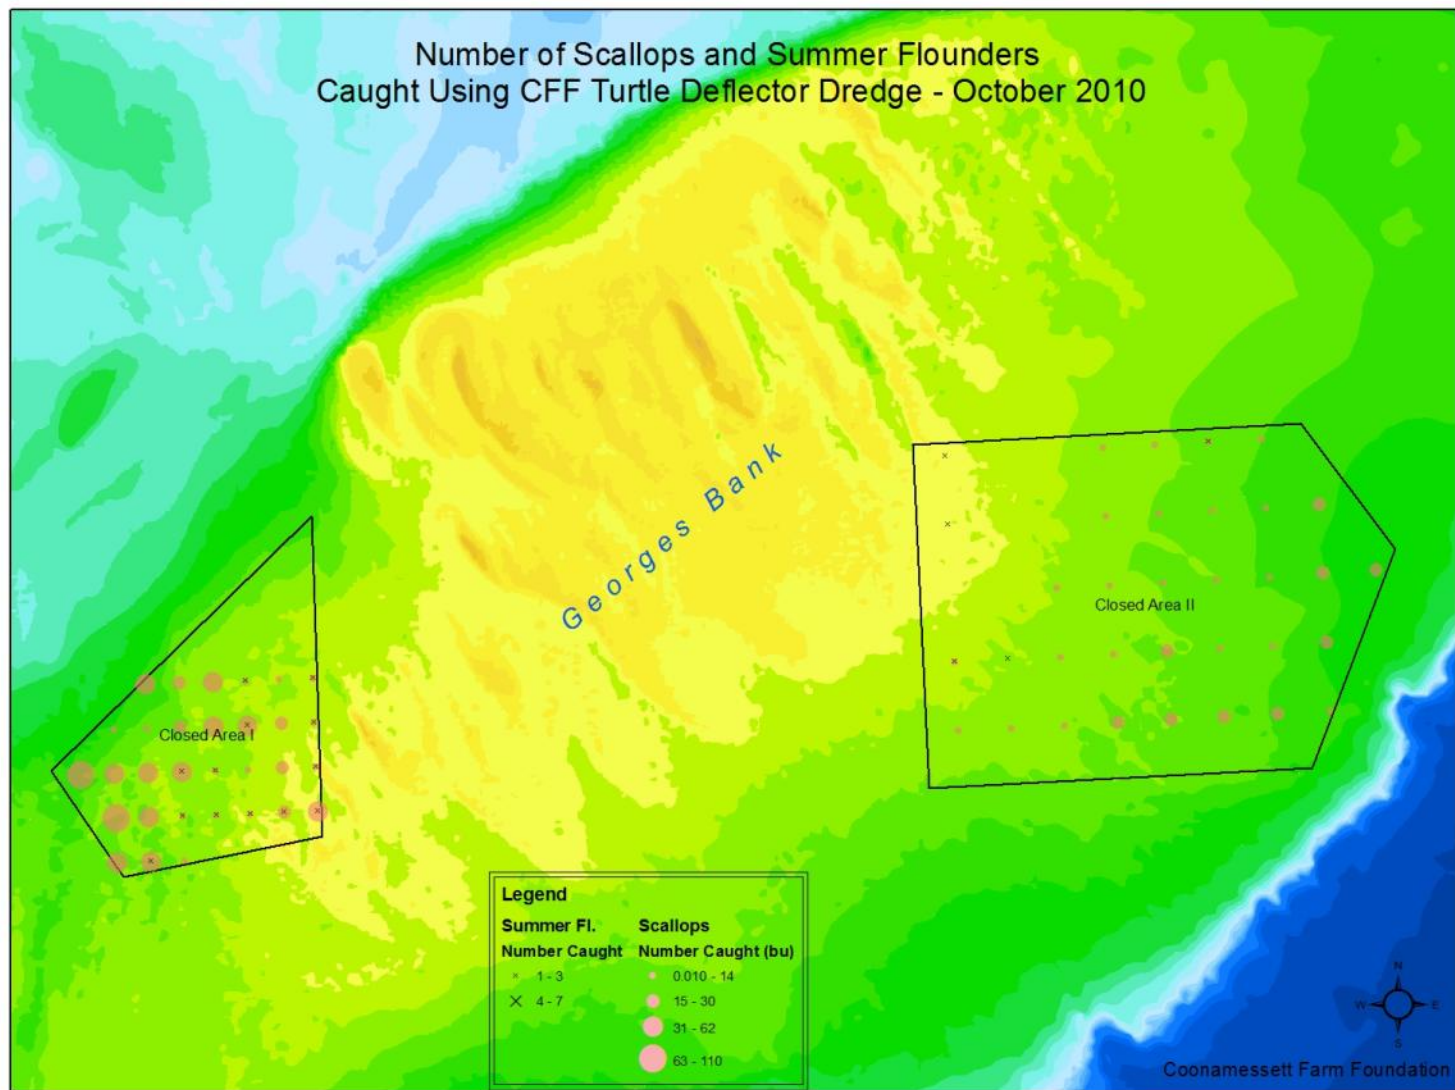 Number of Scallops and Summer Flounders
Caught Using CFF Turtle Deflector Dredge - October 2010
Georges Bank
Closed Area II
Closed Area I
Legend
Summer Fl.
Number Caught
1 - 3
4 - 7
Scallops
Number Caught (bu)
0.010 - 14
15 - 30
31 - 62
63 - 110
N
W E
S
Coonamessett Farm Foundation